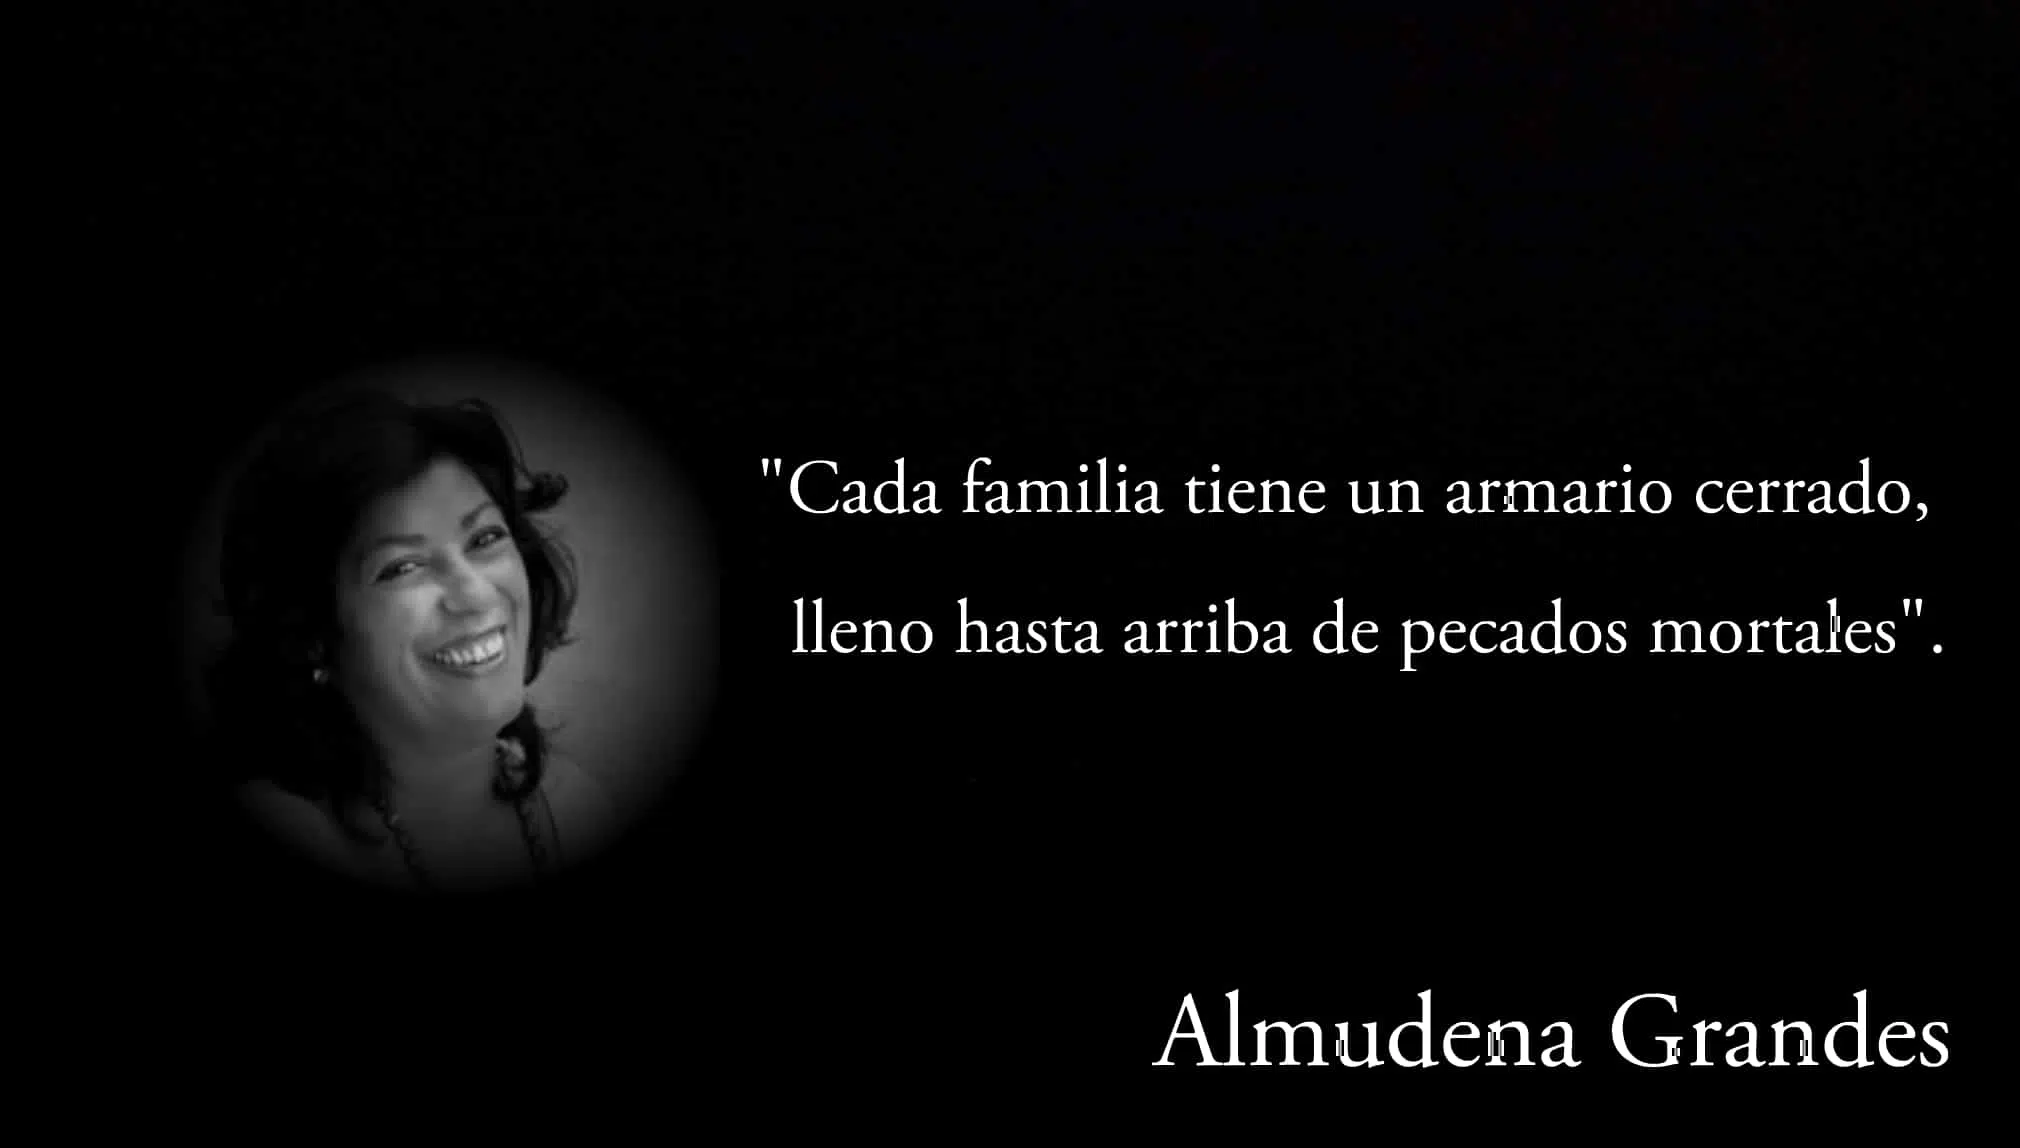 "Cada familia tiene un armario cerrado,
lleno hasta arriba de pecados mortales".
Almudena Grandes